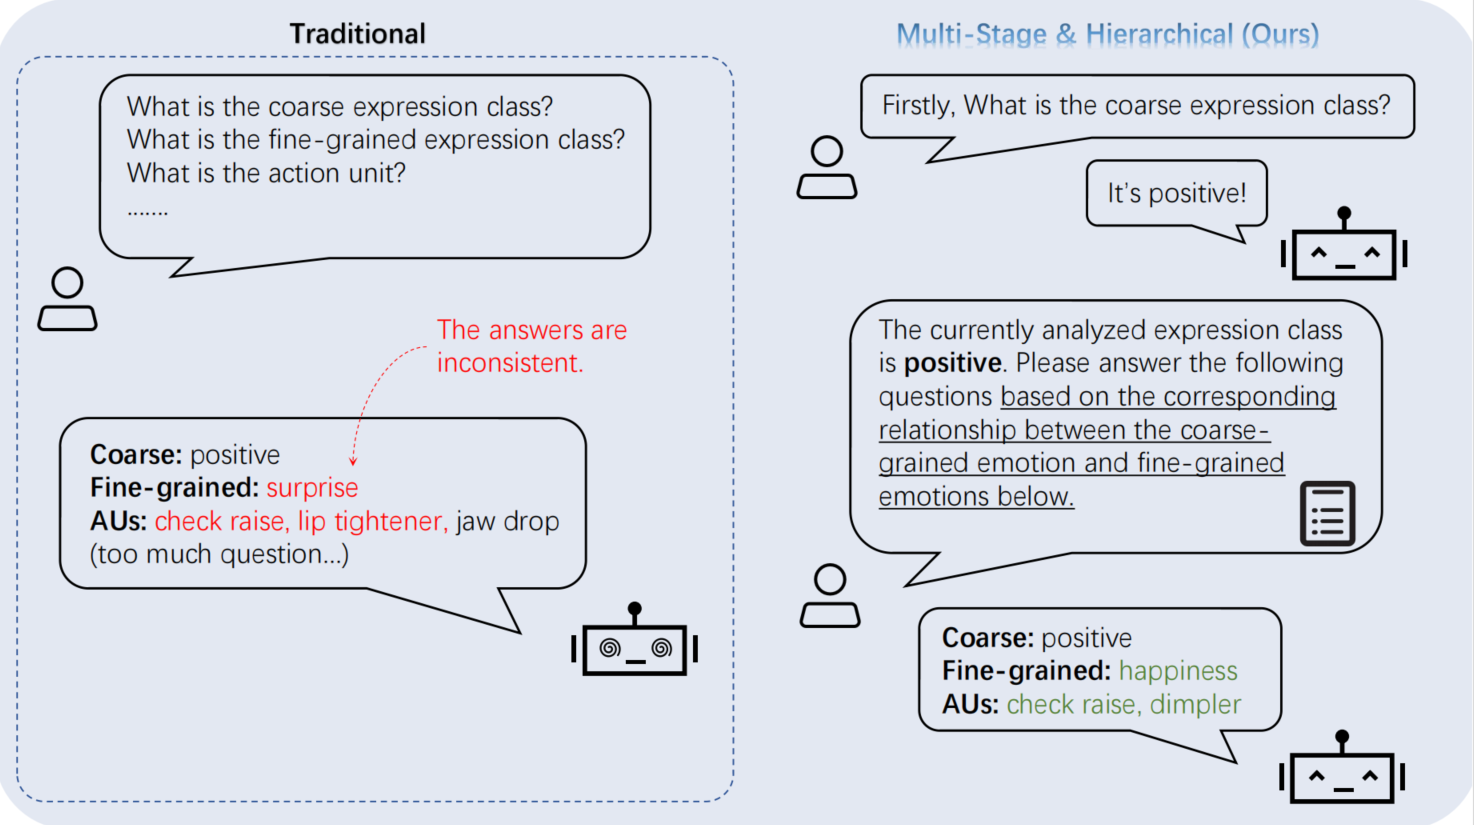 Traditional
What is the coarse expression class?
What is the fine-grained expression class?
What is the action unit?
.......
The answers are
inconsistent.
Coarse: positive
Fine-grained: surprise
AUs: check raise, lip tightener, jaw drop
(too much question...)
Multi-Stage & Hierarchical (Ours)
Firstly, What is the coarse expression class?
It's positive!
The currently analyzed expression class
is positive. Please answer the following
questions based on the corresponding
relationship between the coarse-
grained emotion and fine-grained
emotions below.
Coarse: positive
Fine-grained: happiness
AUs: check raise, dimpler